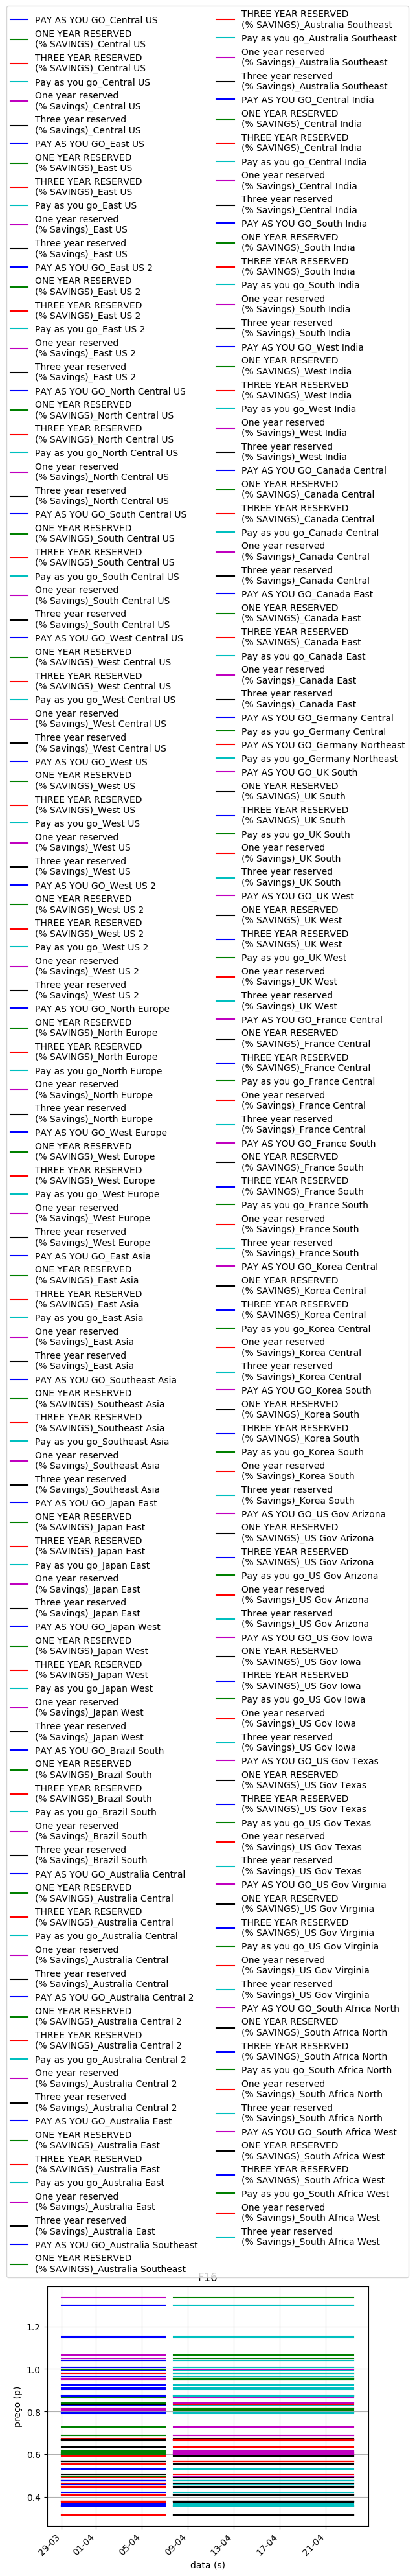 PAY AS YOU GO_Central US
ONE YEAR RESERVED
(% SAVINGS)_Central US
THREE YEAR RESERVED
(% SAVINGS)_Central US
Pay as you go_Central US
One year reserved
(% Savings)_Central US
Three year reserved
(% Savings)_Central US
PAY AS YOU GO_East US
ONE YEAR RESERVED
(% SAVINGS)_East US
THREE YEAR RESERVED
(% SAVINGS)_East US
Pay as you go_East US
One year reserved
(% Savings)_East US
Three year reserved
(% Savings)_East US
PAY AS YOU GO_East US 2
ONE YEAR RESERVED
(% SAVINGS)_East US 2
THREE YEAR RESERVED
(% SAVINGS)_East US 2
Pay as you go_East US 2
One year reserved
(% Savings)_East US 2
Three year reserved
(% Savings)_East US 2
PAY AS YOU GO_North Central US
ONE YEAR RESERVED
(% SAVINGS)_North Central US
THREE YEAR RESERVED
(% SAVINGS)_North Central US
Pay as you go_North Central US
One year reserved
(% Savings)_North Central US
Three year reserved
(% Savings)_North Central US
PAY AS YOU GO_South Central US
ONE YEAR RESERVED
(% SAVINGS)_South Central US
THREE YEAR RESERVED
(% SAVINGS)_South Central US
Pay as you go_South Central US
One year reserved
(% Savings)_South Central US
Three year reserved
(% Savings)_South Central US
PAY AS YOU GO_West Central US
ONE YEAR RESERVED
(% SAVINGS)_West Central US
THREE YEAR RESERVED
(% SAVINGS)_West Central US
Pay as you go_West Central US
One year reserved
(% Savings)_West Central US
Three year reserved
(% Savings)_West Central US
PAY AS YOU GO_West US
ONE YEAR RESERVED
(% SAVINGS)_West US
THREE YEAR RESERVED
(% SAVINGS)_West US
Pay as you go_West US
One year reserved
(% Savings)_West US
Three year reserved
(% Savings)_West US
PAY AS YOU GO_West US 2
ONE YEAR RESERVED
(% SAVINGS)_West US 2
THREE YEAR RESERVED
(% SAVINGS)_West US 2
Pay as you go_West US 2
One year reserved
(% Savings)_West US 2
Three year reserved
(% Savings)_West US 2
PAY AS YOU GO_North Europe
ONE YEAR RESERVED
(% SAVINGS)_North Europe
THREE YEAR RESERVED
(% SAVINGS)_North Europe
Pay as you go_North Europe
One year reserved
(% Savings)_North Europe
Three year reserved
(% Savings)_North Europe
PAY AS YOU GO_West Europe
ONE YEAR RESERVED
(% SAVINGS)_West Europe
THREE YEAR RESERVED
(% SAVINGS)_West Europe
Pay as you go_West Europe
One year reserved
(% Savings)_West Europe
Three year reserved
(% Savings)_West Europe
PAY AS YOU GO_East Asia
ONE YEAR RESERVED
(% SAVINGS)_East Asia
THREE YEAR RESERVED
(% SAVINGS)_East Asia
Pay as you go_East Asia
One year reserved
(% Savings)_East Asia
Three year reserved
(% Savings)_East Asia
PAY AS YOU GO_Southeast Asia
ONE YEAR RESERVED
(% SAVINGS)_Southeast Asia
THREE YEAR RESERVED
(% SAVINGS)_Southeast Asia
Pay as you go_Southeast Asia
One year reserved
(% Savings)_Southeast Asia
Three year reserved
(% Savings)_Southeast Asia
PAY AS YOU GO_Japan East
ONE YEAR RESERVED
(% SAVINGS)_Japan East
THREE YEAR RESERVED
(% SAVINGS)_Japan East
Pay as you go_Japan East
One year reserved
(% Savings)_Japan East
Three year reserved
(% Savings)_Japan East
PAY AS YOU GO_Japan West
ONE YEAR RESERVED
(% SAVINGS)_Japan West
THREE YEAR RESERVED
(% SAVINGS)_Japan West
Pay as you go_Japan West
One year reserved
(% Savings)_Japan West
Three year reserved
(% Savings)_Japan West
PAY AS YOU GO_Brazil South
ONE YEAR RESERVED
(% SAVINGS)_Brazil South
THREE YEAR RESERVED
(% SAVINGS)_Brazil South
Pay as you go_Brazil South
One year reserved
(% Savings)_Brazil South
Three year reserved
(% Savings)_Brazil South
PAY AS YOU GO_Australia Central
ONE YEAR RESERVED
(% SAVINGS)_Australia Central
THREE YEAR RESERVED
(% SAVINGS)_Australia Central
Pay as you go_Australia Central
One year reserved
(% Savings)_Australia Central
Three year reserved
(% Savings)_Australia Central
PAY AS YOU GO_Australia Central 2
ONE YEAR RESERVED
(% SAVINGS)_Australia Central 2
THREE YEAR RESERVED
(% SAVINGS)_Australia Central 2
Pay as you go_Australia Central 2
One year reserved
(% Savings)_Australia Central 2
Three year reserved
(% Savings)_Australia Central 2
PAY AS YOU GO_Australia East
ONE YEAR RESERVED
(% SAVINGS)_Australia East
THREE YEAR RESERVED
(% SAVINGS)_Australia East
Pay as you go_Australia East
One year reserved
(% Savings)_Australia East
Three year reserved
(% Savings)_Australia East
PAY AS YOU GO_Australia Southeast
ONE YEAR RESERVED
(% SAVINGS)_Australia Southeast
THREE YEAR RESERVED
(% SAVINGS)_Australia Southeast
Pay as you go_Australia Southeast
One year reserved
(% Savings)_Australia Southeast
Three year reserved
(% Savings)_Australia Southeast
PAY AS YOU GO_Central India
ONE YEAR RESERVED
(% SAVINGS)_Central India
THREE YEAR RESERVED
(% SAVINGS)_Central India
Pay as you go_Central India
One year reserved
(% Savings)_Central India
Three year reserved
(% Savings)_Central India
PAY AS YOU GO_South India
ONE YEAR RESERVED
(% SAVINGS)_South India
THREE YEAR RESERVED
(% SAVINGS)_South India
Pay as you go_South India
One year reserved
(% Savings)_South India
Three year reserved
(% Savings)_South India
PAY AS YOU GO_West India
ONE YEAR RESERVED
(% SAVINGS)_West India
THREE YEAR RESERVED
(% SAVINGS)_West India
Pay as you go_West India
One year reserved
(% Savings)_West India
Three year reserved
(% Savings)_West India
PAY AS YOU GO_Canada Central
ONE YEAR RESERVED
(% SAVINGS)_Canada Central
THREE YEAR RESERVED
(% SAVINGS)_Canada Central
Pay as you go_Canada Central
One year reserved
(% Savings)_Canada Central
Three year reserved
(% Savings)_Canada Central
PAY AS YOU GO_Canada East
ONE YEAR RESERVED
(% SAVINGS)_Canada East
THREE YEAR RESERVED
(% SAVINGS)_Canada East
Pay as you go_Canada East
One year reserved
(% Savings)_Canada East
Three year reserved
(% Savings)_Canada East
PAY AS YOU GO_Germany Central
Pay as you go_Germany Central
PAY AS YOU GO_Germany Northeast
Pay as you go_Germany Northeast
PAY AS YOU GO_UK South
ONE YEAR RESERVED
(% SAVINGS)_UK South
THREE YEAR RESERVED
(% SAVINGS)_UK South
Pay as you go_UK South
One year reserved
(% Savings)_UK South
Three year reserved
(% Savings)_UK South
PAY AS YOU GO_UK West
ONE YEAR RESERVED
(% SAVINGS)_UK West
THREE YEAR RESERVED
(% SAVINGS)_UK West
Pay as you go_UK West
One year reserved
(% Savings)_UK West
Three year reserved
(% Savings)_UK West
PAY AS YOU GO_France Central
ONE YEAR RESERVED
(% SAVINGS)_France Central
THREE YEAR RESERVED
(% SAVINGS)_France Central
Pay as you go_France Central
One year reserved
(% Savings)_France Central
Three year reserved
(% Savings)_France Central
PAY AS YOU GO_France South
ONE YEAR RESERVED
(% SAVINGS)_France South
THREE YEAR RESERVED
(% SAVINGS)_France South
Pay as you go_France South
One year reserved
(% Savings)_France South
Three year reserved
(% Savings)_France South
PAY AS YOU GO_Korea Central
ONE YEAR RESERVED
(% SAVINGS)_Korea Central
THREE YEAR RESERVED
(% SAVINGS)_Korea Central
Pay as you go_Korea Central
One year reserved
(% Savings)_Korea Central
Three year reserved
(% Savings)_Korea Central
PAY AS YOU GO_Korea South
ONE YEAR RESERVED
(% SAVINGS)_Korea South
THREE YEAR RESERVED
(% SAVINGS)_Korea South
Pay as you go_Korea South
One year reserved
(% Savings)_Korea South
Three year reserved
(% Savings)_Korea South
PAY AS YOU GO_US Gov Arizona
ONE YEAR RESERVED
(% SAVINGS)_US Gov Arizona
THREE YEAR RESERVED
(% SAVINGS)_US Gov Arizona
Pay as you go_US Gov Arizona
One year reserved
(% Savings)_US Gov Arizona
Three year reserved
(% Savings)_US Gov Arizona
PAY AS YOU GO_US Gov Iowa
ONE YEAR RESERVED
(% SAVINGS)_US Gov Iowa
THREE YEAR RESERVED
(% SAVINGS)_US Gov Iowa
Pay as you go_US Gov Iowa
One year reserved
(% Savings)_US Gov Iowa
Three year reserved
(% Savings)_US Gov Iowa
PAY AS YOU GO_US Gov Texas
ONE YEAR RESERVED
(% SAVINGS)_US Gov Texas
THREE YEAR RESERVED
(% SAVINGS)_US Gov Texas
Pay as you go_US Gov Texas
One year reserved
(% Savings)_US Gov Texas
Three year reserved
(% Savings)_US Gov Texas
PAY AS YOU GO_US Gov Virginia
ONE YEAR RESERVED
(% SAVINGS)_US Gov Virginia
THREE YEAR RESERVED
(% SAVINGS)_US Gov Virginia
Pay as you go_US Gov Virginia
One year reserved
(% Savings)_US Gov Virginia
Three year reserved
(% Savings)_US Gov Virginia
PAY AS YOU GO_South Africa North
ONE YEAR RESERVED
(% SAVINGS)_South Africa North
THREE YEAR RESERVED
(% SAVINGS)_South Africa North
Pay as you go_South Africa North
One year reserved
(% Savings)_South Africa North
Three year reserved
(% Savings)_South Africa North
PAY AS YOU GO_South Africa West
ONE YEAR RESERVED
(% SAVINGS)_South Africa West
THREE YEAR RESERVED
(% SAVINGS)_South Africa West
Pay as you go_South Africa West
One year reserved
(% Savings)_South Africa West
Three year reserved
(% Savings)_South Africa West
F16
preço (p)
1.2
1.0
0.8
0.6
0.4
29-03
01-04
05-04
09-04
13-04
17-04
21-04
data (s)